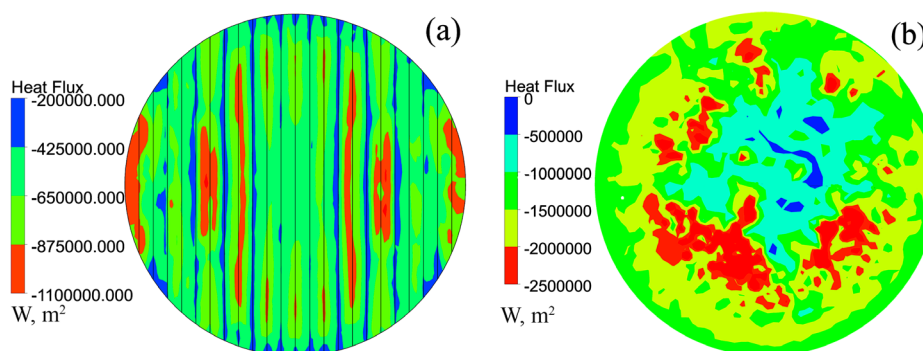 (a)
Heat Flux
-200000.000
-425000.000
-650000.000
-875000.000
-1100000.000
W, m²
(b)
Heat Flux
0
-500000
-1000000
-1500000
-2000000
-2500000
W, m²